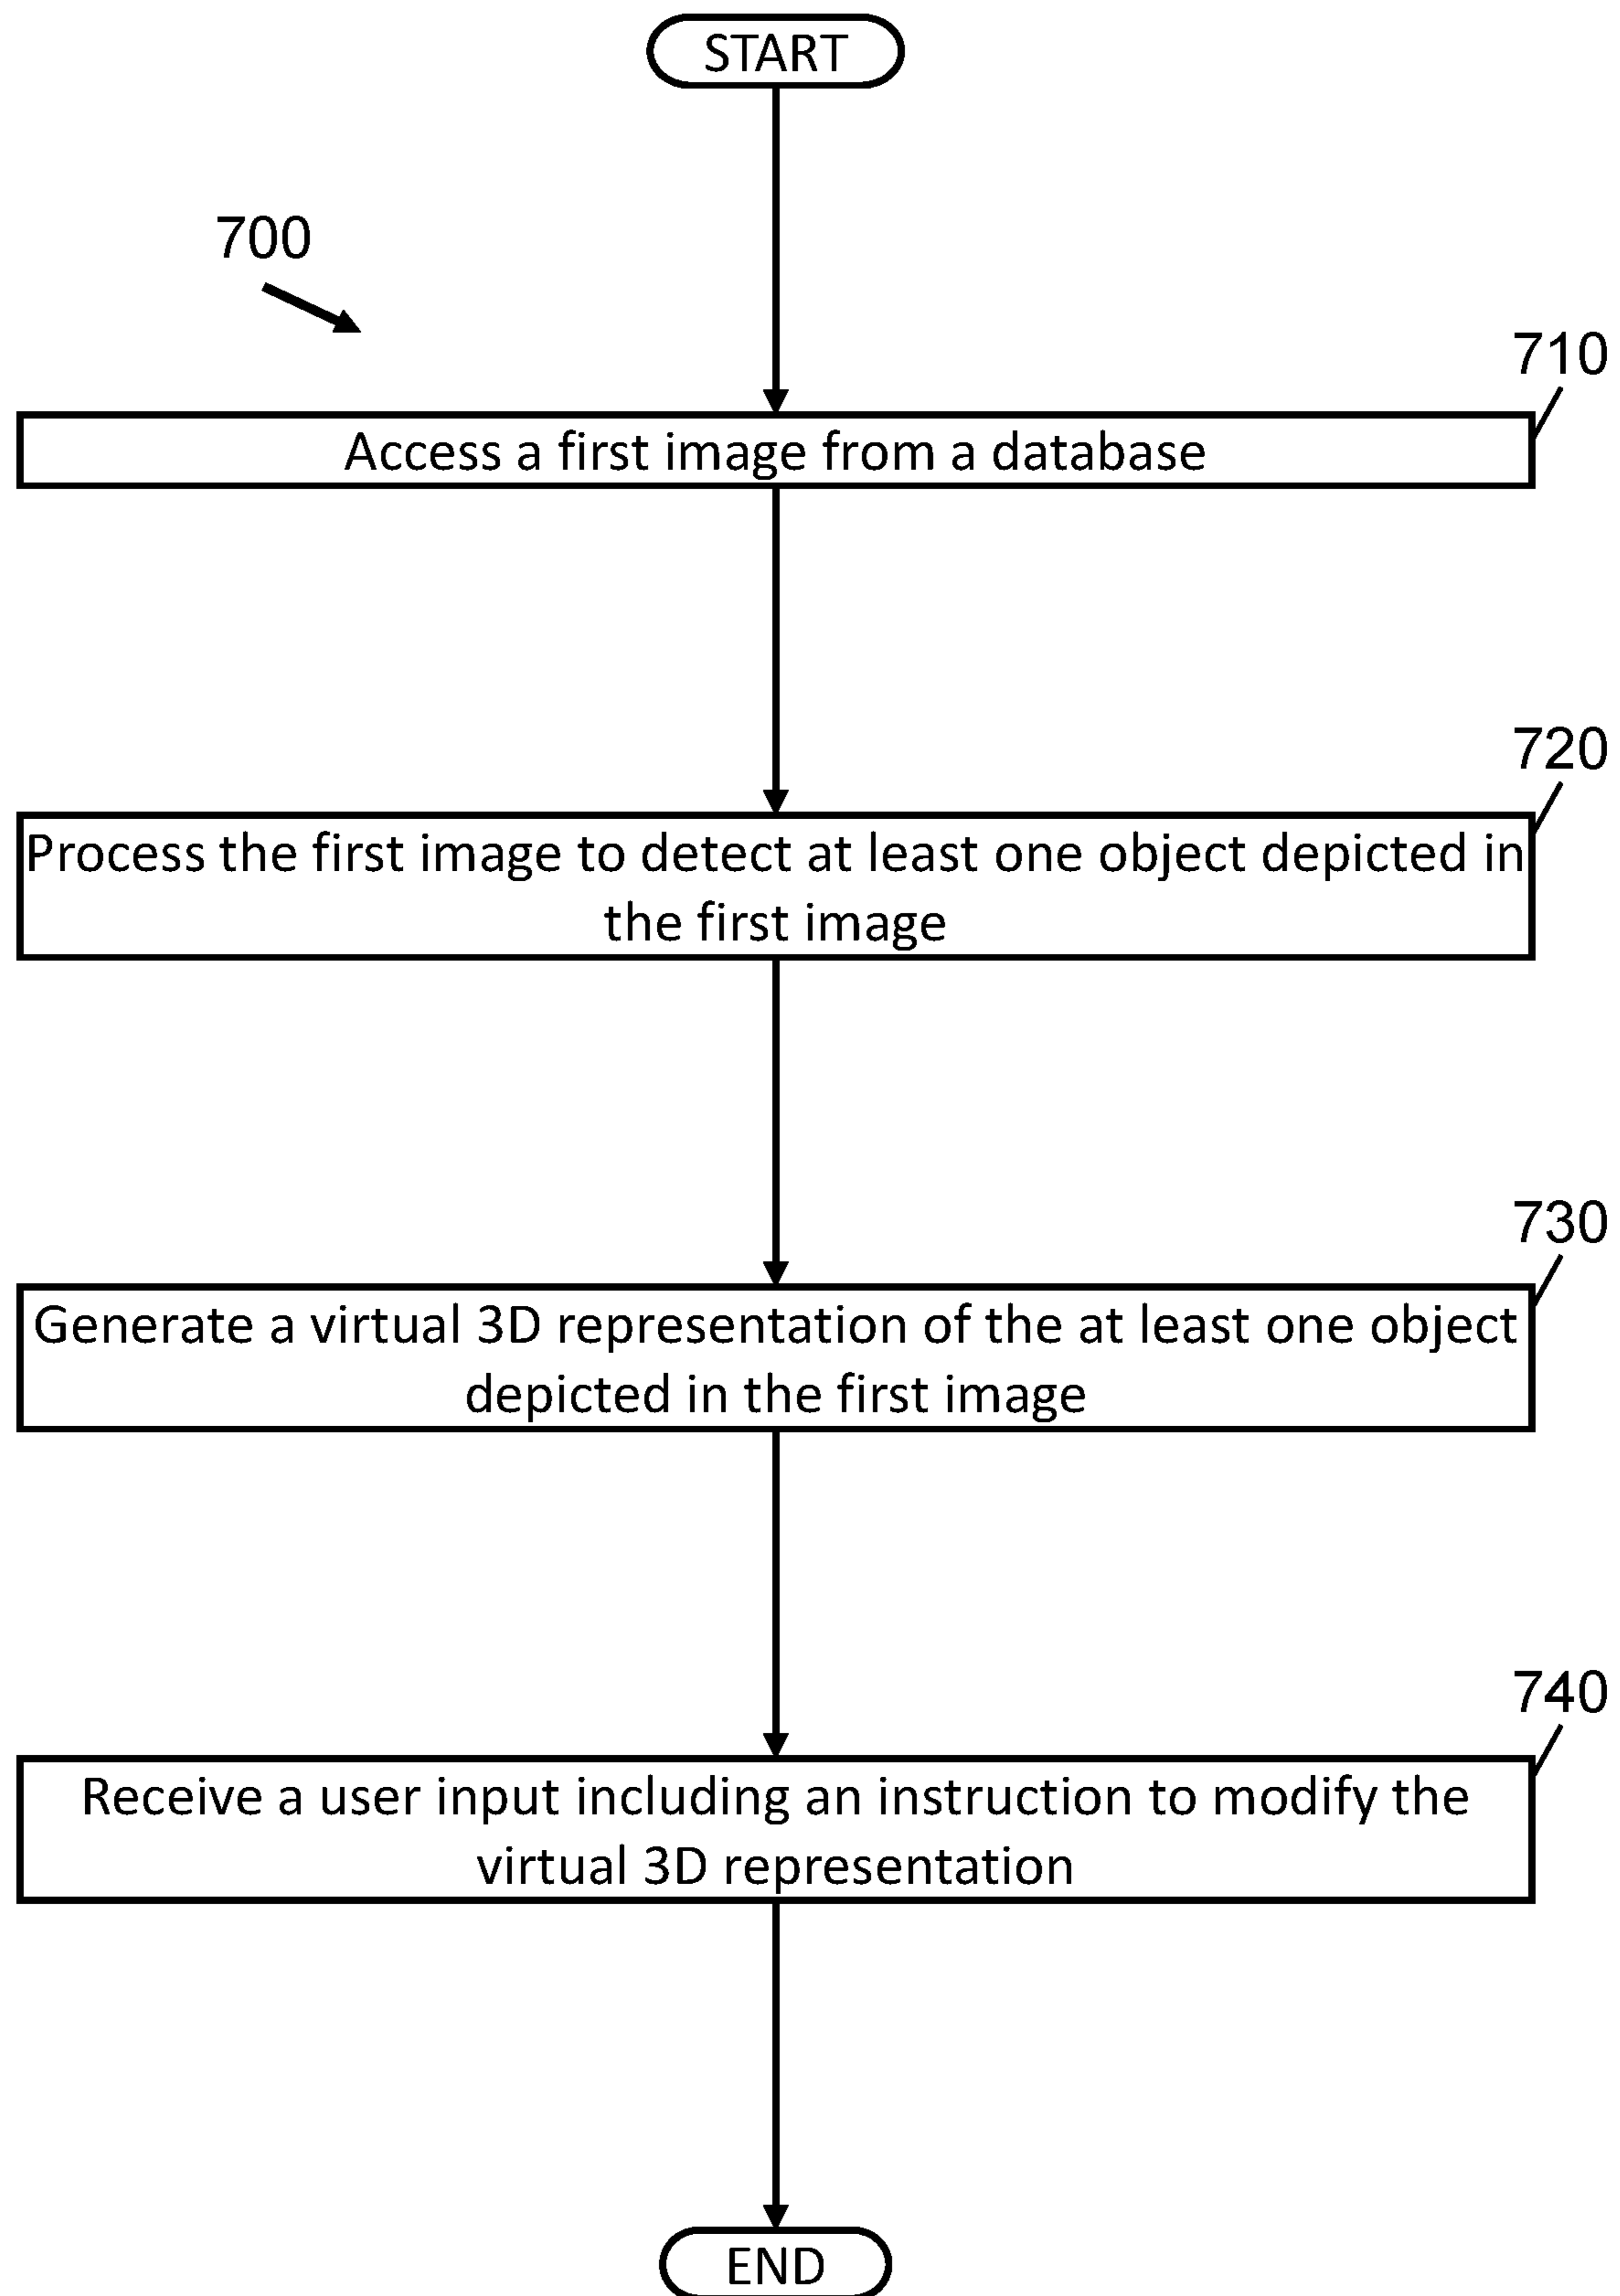 START
700
710
Access a first image from a database
720
Process the first image to detect at least one object depicted in
the first image
730
Generate a virtual 3D representation of the at least one object
depicted in the first image
740
Receive a user input including an instruction to modify the
virtual 3D representation
END